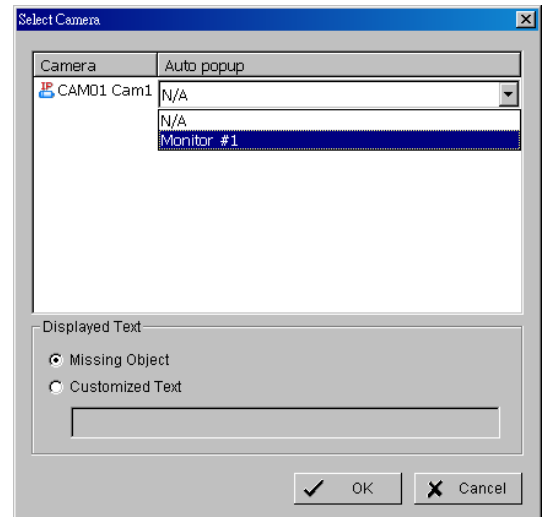 Select Camera
Camera Auto popup
IP CAM01 Cam1 N/A
N/A
Monitor #1
Displayed Text
Missing Object
Customized Text
OK Cancel